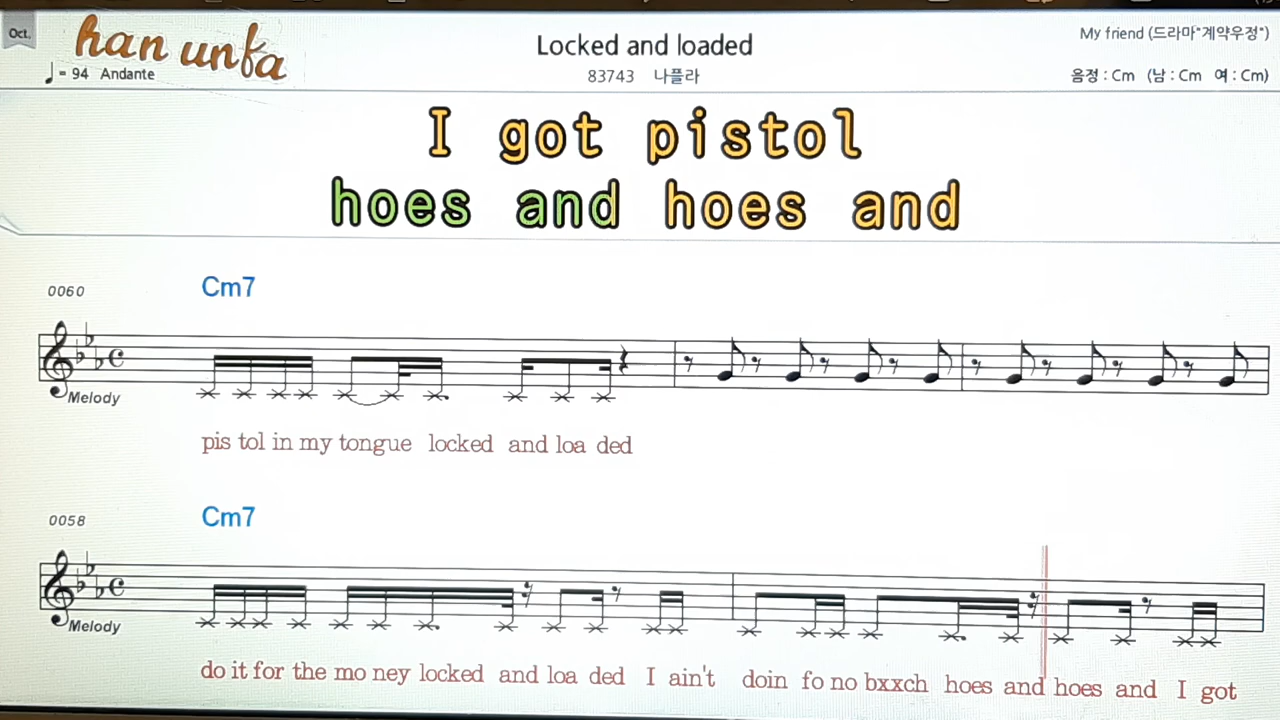 Oct.
han unfa
Locked and loaded
My friend (드라마"계약우정")
= 94 Andante
83743 나플라
음정 : Cm (남 : Cm 여 : Cm)
I got pistol
hoes and hoes and
0060
Cm7
Melody
pis tol in my tongue locked and loa ded
0058
Cm7
Melody
do it for the mo ney locked and loa ded I ain't doin fo no bxxch hoes and hoes and I got